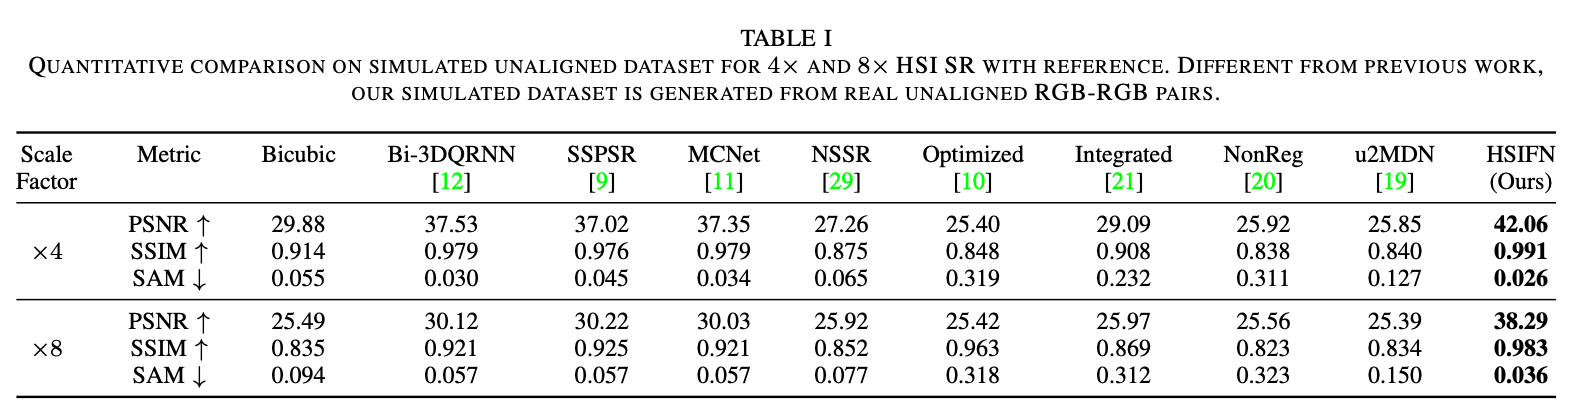 TABLE I
QUANTITATIVE COMPARISON ON SIMULATED UNALIGNED DATASET FOR 4× AND 8× HSI SR WITH REFERENCE. DIFFERENT FROM PREVIOUS WORK,
OUR SIMULATED DATASET IS GENERATED FROM REAL UNALIGNED RGB-RGB PAIRS.
Scale Metric Bicubic Bi-3DQRNN SSPSR MCNet NSSR Optimized Integrated NonReg u2MDN HSIFN
Factor [12] [9] [11] [29] [10] [21] [20] [19] (Ours)
PSNR ↑ 29.88 37.53 37.02 37.35 27.26 25.40 29.09 25.92 25.85 42.06
×4 SSIM ↑ 0.914 0.979 0.976 0.979 0.875 0.848 0.908 0.838 0.840 0.991
SAM ↓ 0.055 0.030 0.045 0.034 0.065 0.319 0.232 0.311 0.127 0.026
PSNR ↑ 25.49 30.12 30.22 30.03 25.92 25.42 25.97 25.56 25.39 38.29
×8 SSIM ↑ 0.835 0.921 0.925 0.921 0.852 0.963 0.869 0.823 0.834 0.983
SAM ↓ 0.094 0.057 0.057 0.057 0.077 0.318 0.312 0.323 0.150 0.036